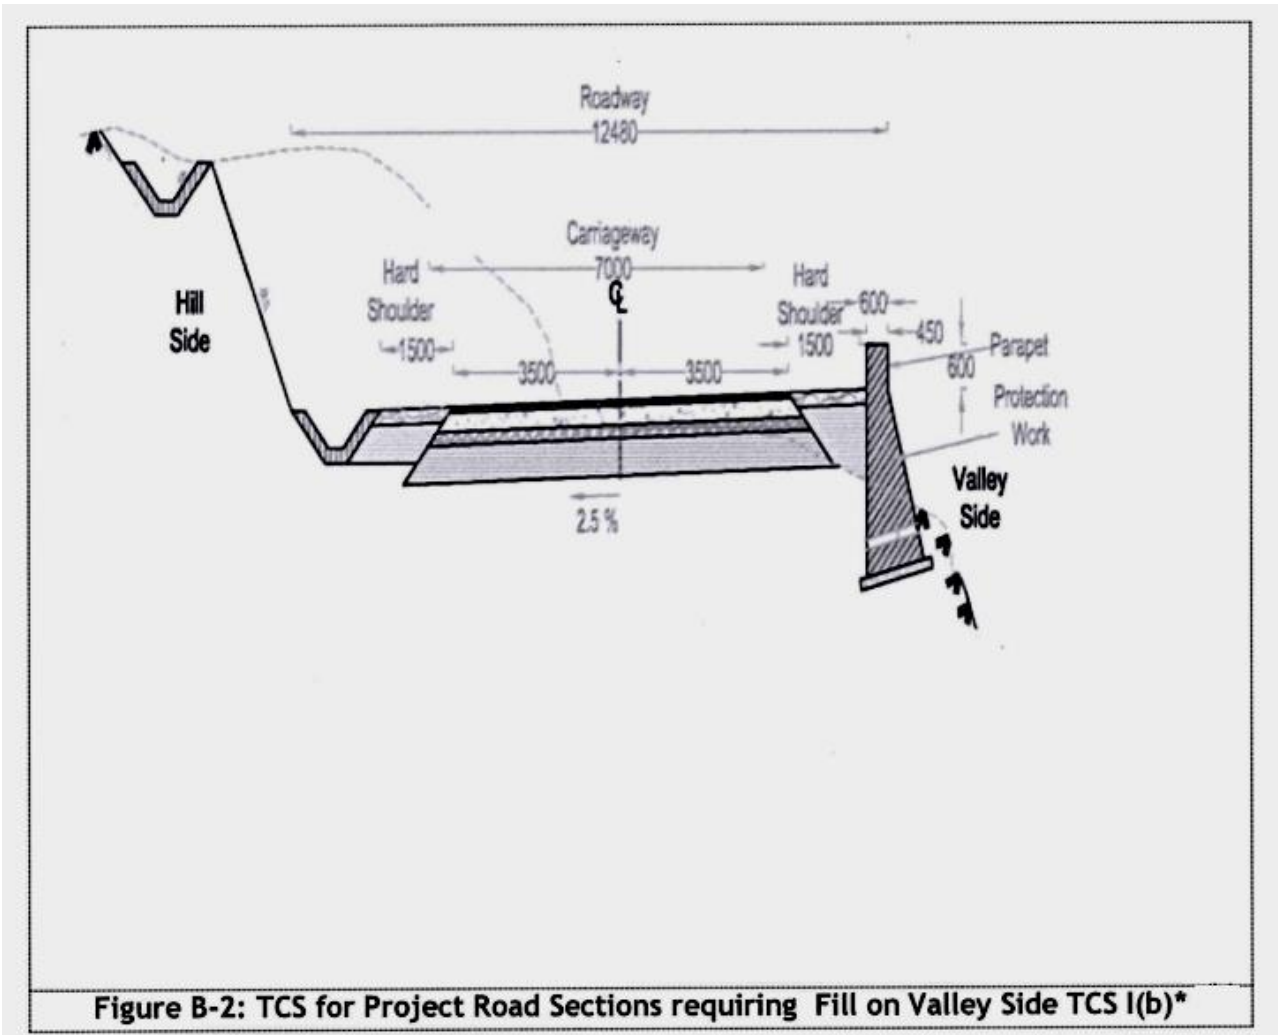 Roadway
12480
Carriageway
7000
Hard
Shoulder
1500
Hard
Shoulder
1500
600
450
600
Parapet
3500
3500
Protection
Work
Hill
Side
Valley
Side
2.5 %
Figure B-2: TCS for Project Road Sections requiring Fill on Valley Side TCS I(b)*